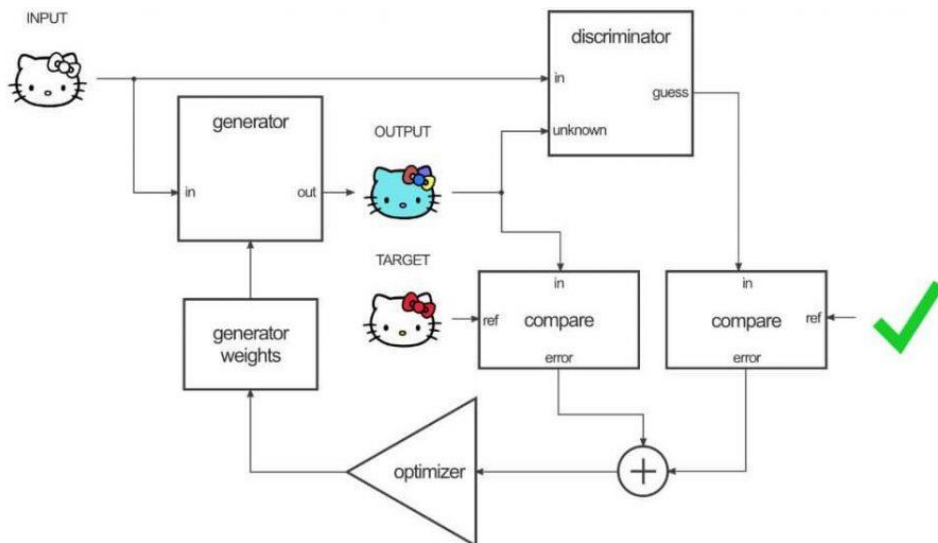 INPUT
discriminator
in
guess
generator
OUTPUT
unknown
in
out
TARGET
in
in
ref
compare
compare
ref
generator
weights
error
error
optimizer